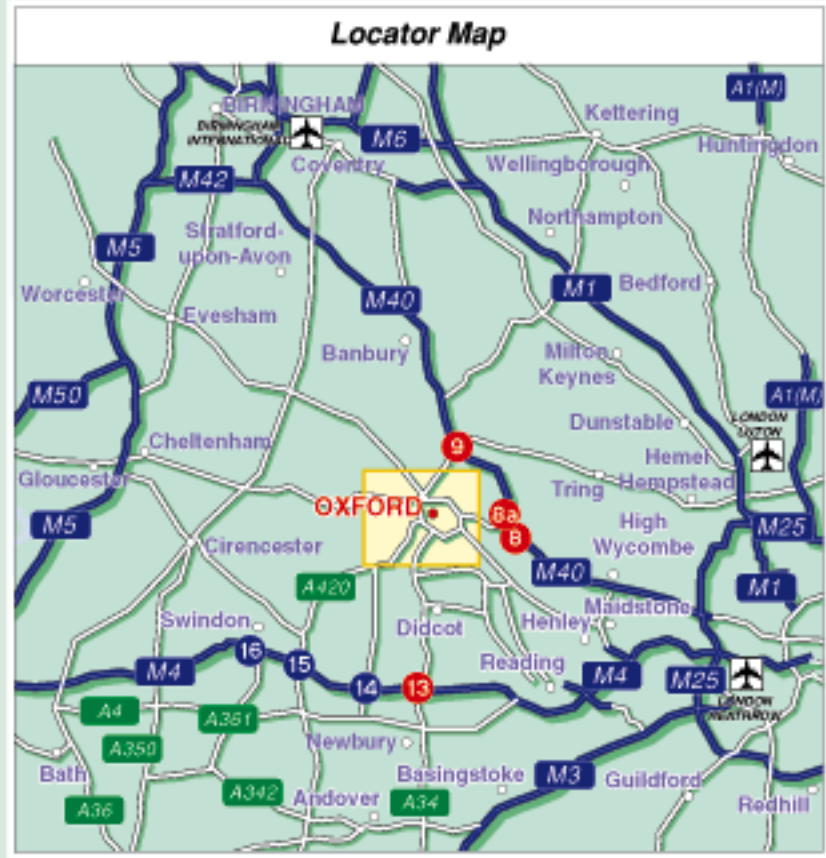 Locator Map
A1(M)
BIRMINGHAM
BIRMINGHAM
INTERNATIONAL
M6
Kettering
Huntingdon
Coventry
Wellingborough
M42
Northampton
Stratford-
upon-Avon
M5
M1
Bedford
Worcester
M40
Evesham
Banbury
Milton
Keynes
M50
A1(M)
Dunstable
LONDON
LUTON
Cheltenham
9
Hemel
Hempstead
Gloucester
Tring
OXFORD
8a
8
M5
High
Wycombe
M25
Cirencester
M40
A420
M1
Swindon
Didcot
Henley
Maidstone
16
15
Reading
M4
14
13
M4
M25
LONDON
HEATHROW
A4
A361
A350
Newbury
Bath
Basingstoke
M3
Guildford
A342
Andover
A34
A36
Redhill